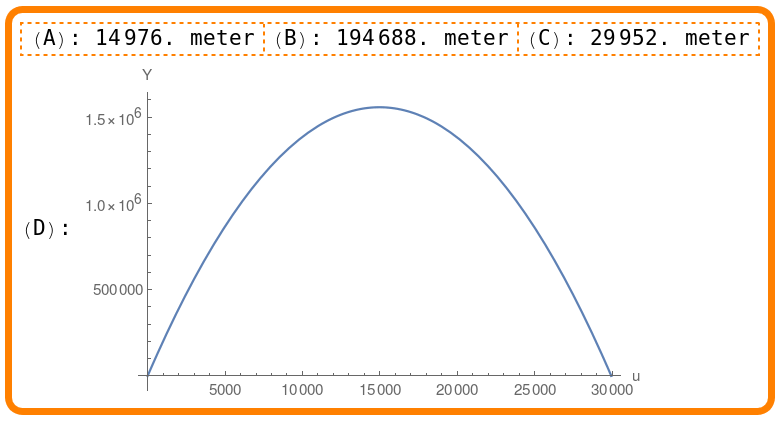 (A): 14976. meter (B): 194688. meter (C): 29952. meter
Y
1.5×10^6
1.0×10^6
(D):
500000
5000 10000 15000 20000 25000 30000 u